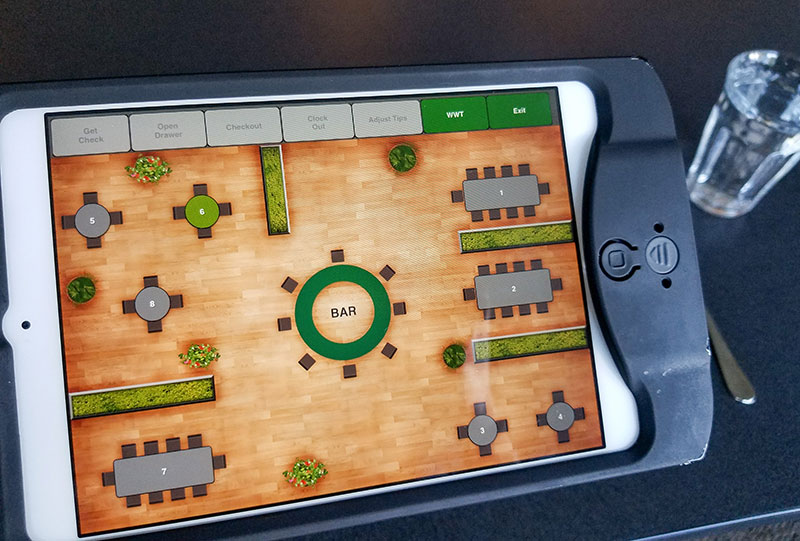 Get
Check
Open
Drawer
Checkout
Clock
Out
Adjust Tips
WWT
Exit
1
5
6
BAR
2
8
3
4
7